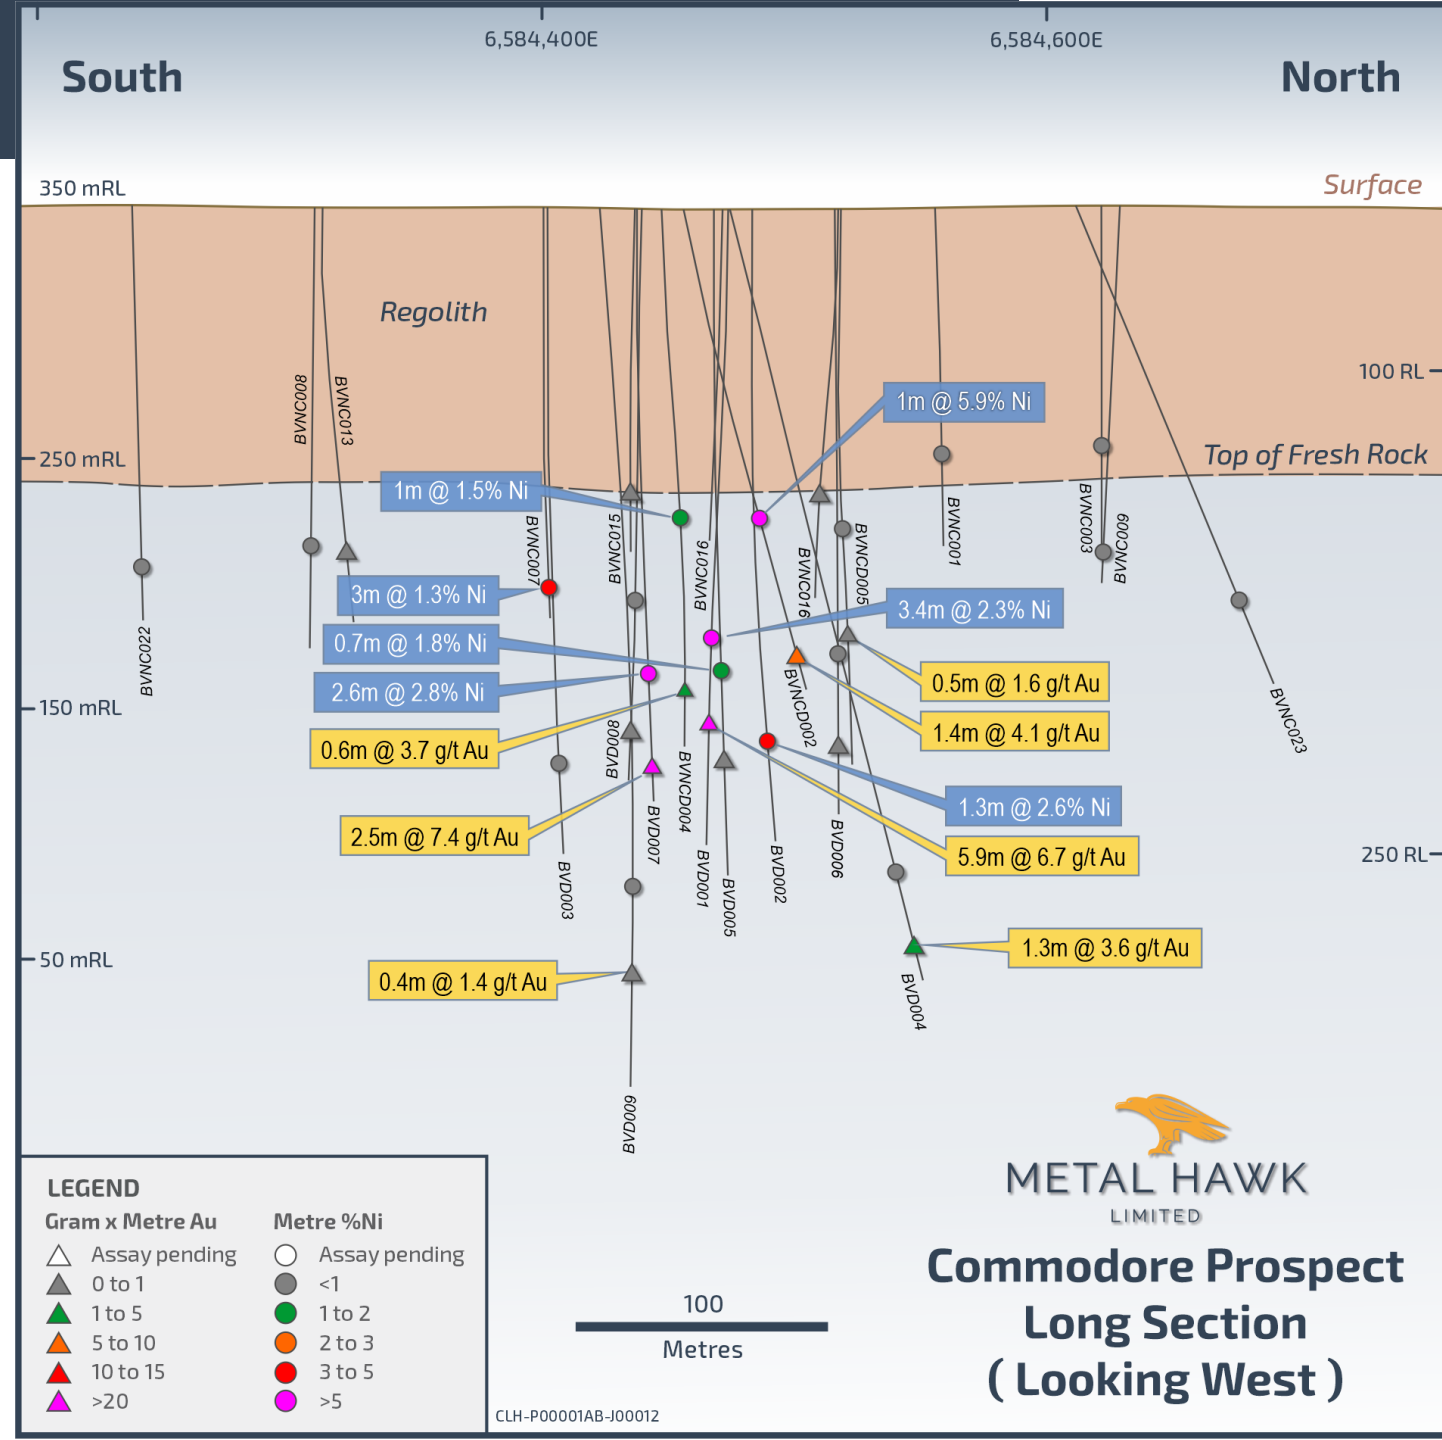 6,584,400E
6,584,600E
South
North
350 mRL
Surface
Regolith
100 RL
BVNC008
BVNC013
1m @ 5.9% Ni
250 mRL
Top of Fresh Rock
1m @ 1.5% Ni
BVNC007
BVNC015
BVNC016
BVNC016
BVNCD005
BVNC001
BVNC003
BVNC009
3m @ 1.3% Ni
3.4m @ 2.3% Ni
0.7m @ 1.8% Ni
BVNC022
2.6m @ 2.8% Ni
0.5m @ 1.6 g/t Au
BVNCD002
BVNC023
150 mRL
1.4m @ 4.1 g/t Au
0.6m @ 3.7 g/t Au
BVD008
BVNCD004
1.3m @ 2.6% Ni
2.5m @ 7.4 g/t Au
BVD007
BVD006
5.9m @ 6.7 g/t Au
250 RL
BVD003
BVD001
BVD005
BVD002
1.3m @ 3.6 g/t Au
50 mRL
0.4m @ 1.4 g/t Au
BVD004
BVD009
METAL HAWK
LIMITED
Commodore Prospect
Long Section
( Looking West )
LEGEND
Gram x Metre Au
Metre %Ni
Assay pending
Assay pending
0 to 1
<1
1 to 5
1 to 2
5 to 10
2 to 3
10 to 15
3 to 5
>20
>5
100
Metres
CLH-P00001AB-J00012